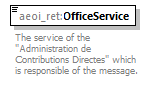 aeoi_ret:OfficeService
The service of the
"Administration de
Contributions Directes" which
is responsible of the message.